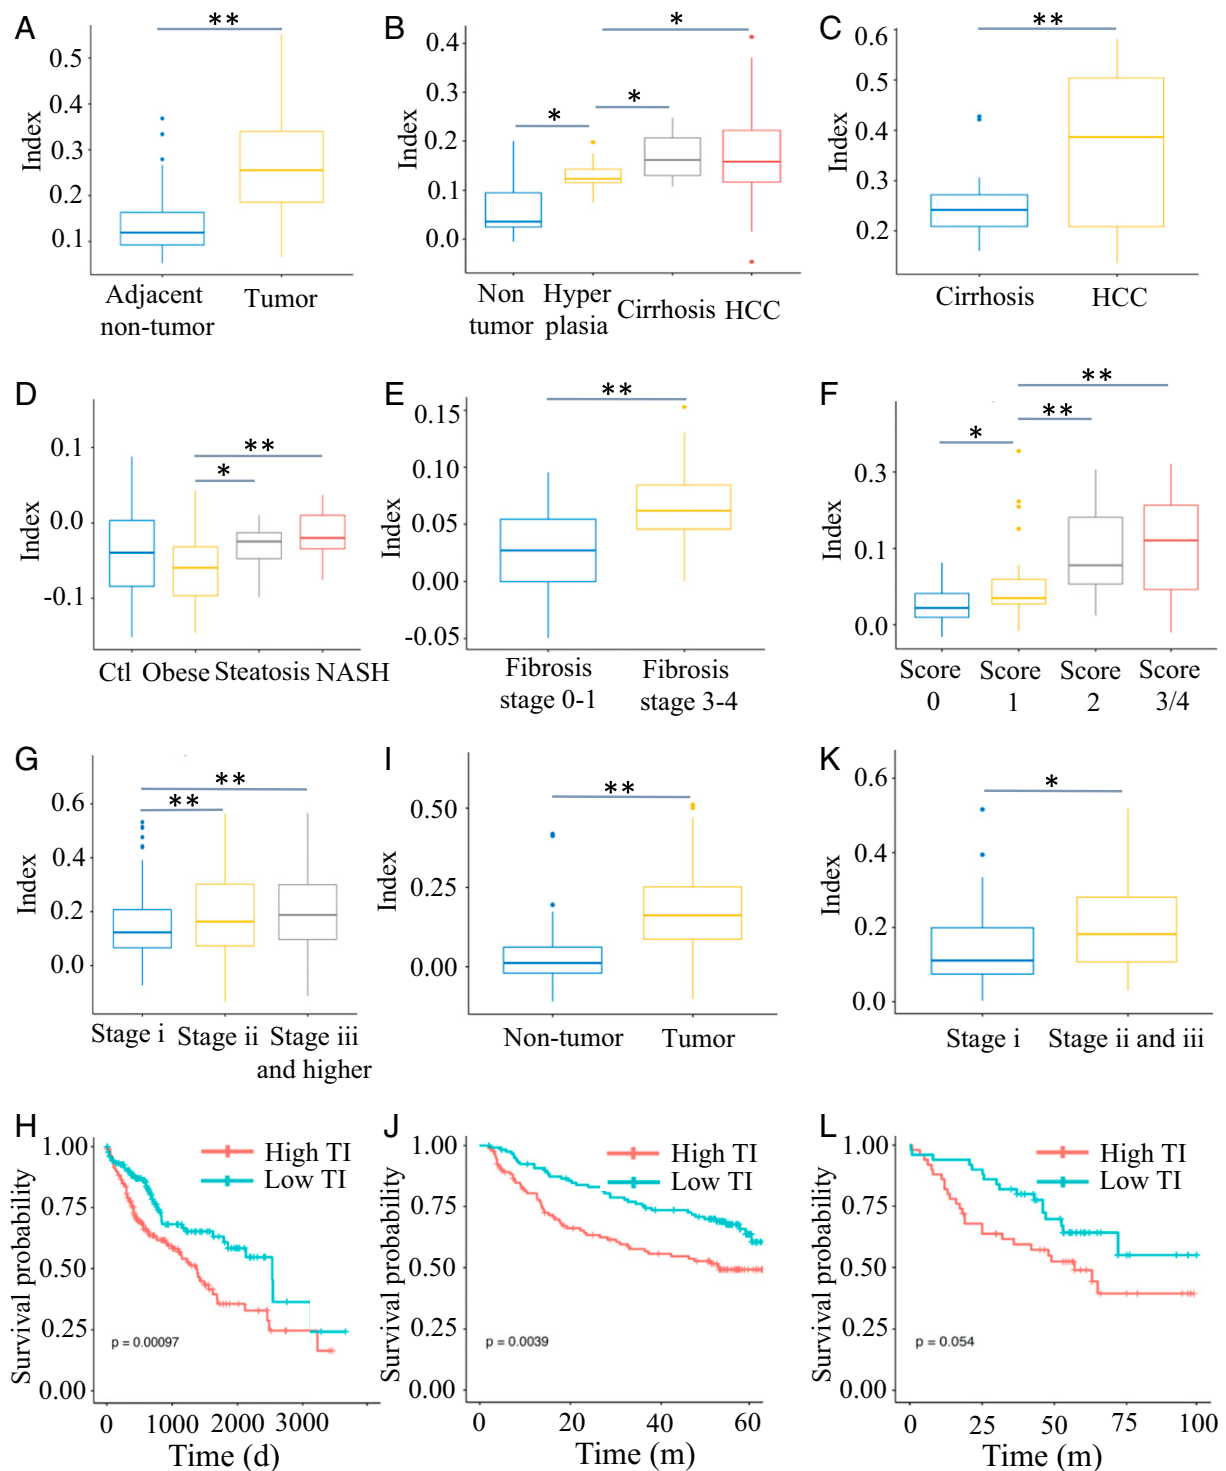 A
**
Index
0.5
0.4
0.3
0.2
0.1
Adjacent
non-tumor
Tumor
B
*
*
*
Index
0.4
0.3
0.2
0.1
0.0
Non
tumor
Hyper
plasia
Cirrhosis
HCC
C
**
Index
0.6
0.5
0.4
0.3
0.2
Cirrhosis
HCC
D
**
*
Index
0.1
0.0
-0.1
Ctl
Obese
Steatosis
NASH
E
**
Index
0.15
0.10
0.05
0.00
-0.05
Fibrosis
stage 0-1
Fibrosis
stage 3-4
F
**
**
*
Index
0.3
0.1
0.0
Score
0
Score
1
Score
2
Score
3/4
G
**
**
Index
0.6
0.4
0.2
0.0
Stage i
Stage ii
Stage iii
and higher
I
**
Index
0.50
0.25
0.00
Non-tumor
Tumor
K
*
Index
0.6
0.4
0.2
0.0
Stage i
Stage ii and iii
H
High TI
Low TI
Survival probability
1.00
0.75
0.50
0.25
0.00
p = 0.00097
0
1000
2000
3000
Time (d)
J
High TI
Low TI
Survival probability
1.00
0.75
0.50
0.25
0.00
p = 0.0039
0
20
40
60
Time (m)
L
High TI
Low TI
Survival probability
1.00
0.75
0.50
0.25
0.00
p = 0.054
0
25
50
75
100
Time (m)